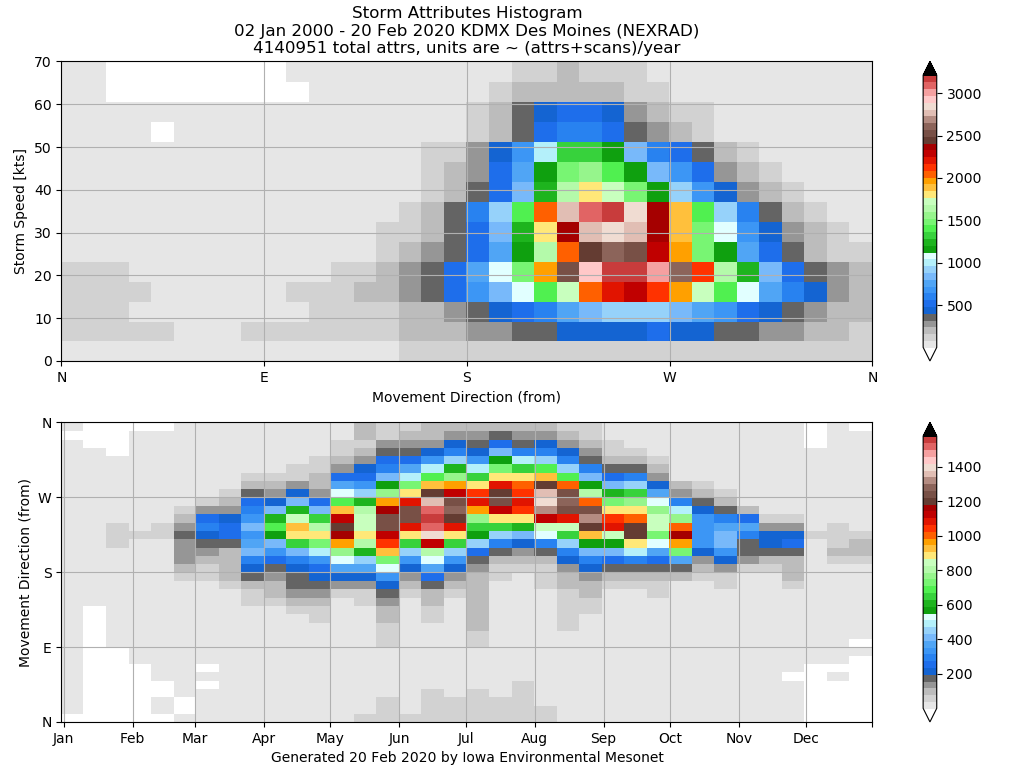 Storm Attributes Histogram
02 Jan 2000 - 20 Feb 2020 KDMX Des Moines (NEXRAD)
4140951 total attrs, units are ~ (attrs+scans)/year
70
60
50
40
30
20
10
0
Storm Speed [kts]
N E S W N
Movement Direction (from)
3000
2500
2000
1500
1000
500
N
W
S
E
N
Movement Direction (from)
Jan Feb Mar Apr May Jun Jul Aug Sep Oct Nov Dec
Generated 20 Feb 2020 by Iowa Environmental Mesonet
1400
1200
1000
800
600
400
200